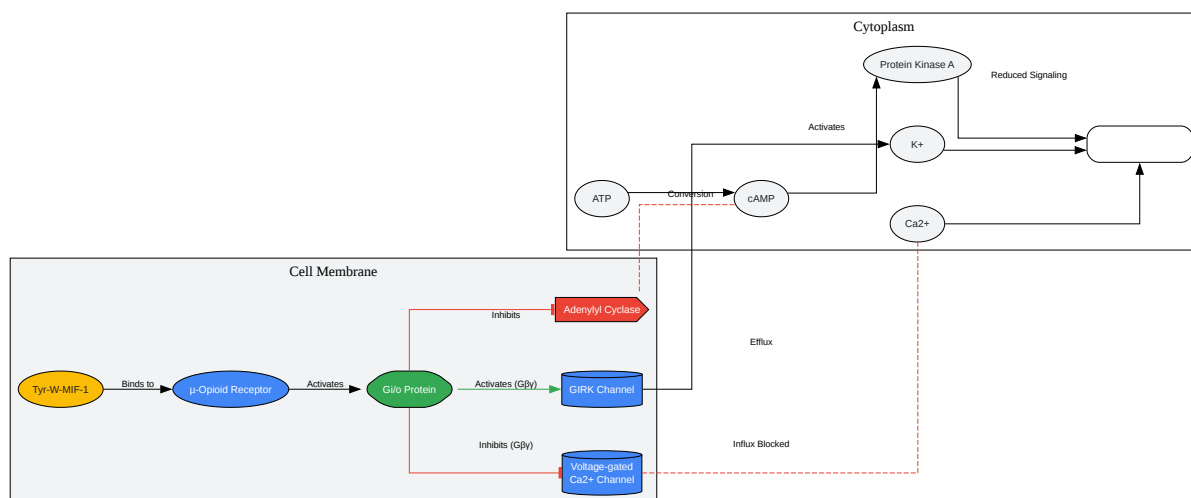 Cytoplasm
Protein Kinase A
Reduced Signaling
Activates
K+
ATP
Conversion
cAMP
Ca2+
Cell Membrane
Adenylyl Cyclase
Inhibits
Efflux
Tyr-W-MIF-1
Binds to
µ-Opioid Receptor
Activates
Gi/o Protein
Activates (Gβγ)
GIRK Channel
Inhibits (Gβγ)
Influx Blocked
Voltage-gated
Ca2+ Channel